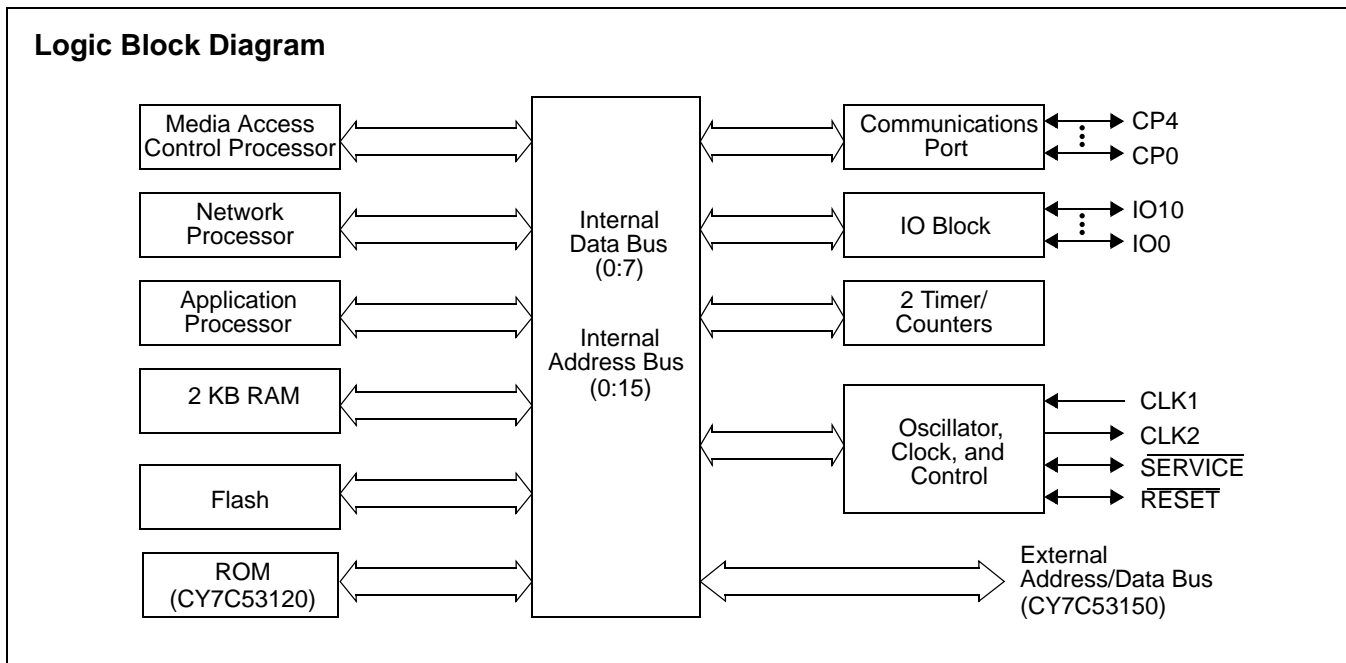 Logic Block Diagram
Media Access
Control Processor
Network
Processor
Application
Processor
2 KB RAM
Flash
ROM
(CY7C53120)
Internal
Data Bus
(0:7)
Internal
Address Bus
(0:15)
Communications
Port
CP4
CP0
IO Block
IO10
IO0
2 Timer/
Counters
Oscillator,
Clock, and
Control
CLK1
CLK2
SERVICE
RESET
External
Address/Data Bus
(CY7C53150)